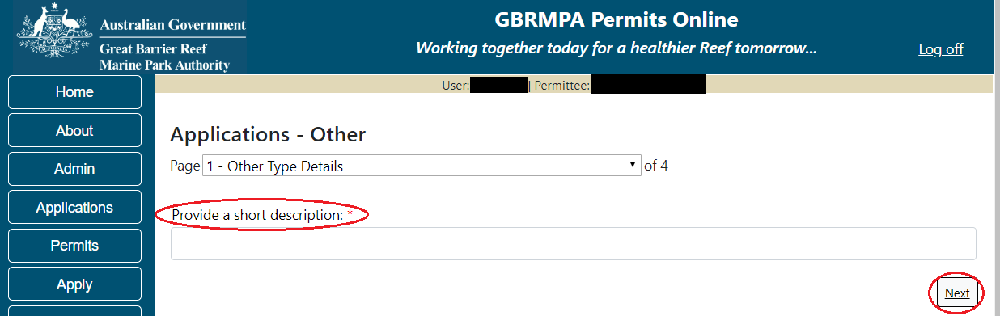 Australian Government
Great Barrier Reef
Marine Park Authority
GBRMPA Permits Online
Working together today for a healthier Reef tomorrow...
Log off
Home
About
Admin
Applications
Permits
Apply
User: | Permittee:
Applications - Other
Page 1 - Other Type Details of 4
Provide a short description: *
Next